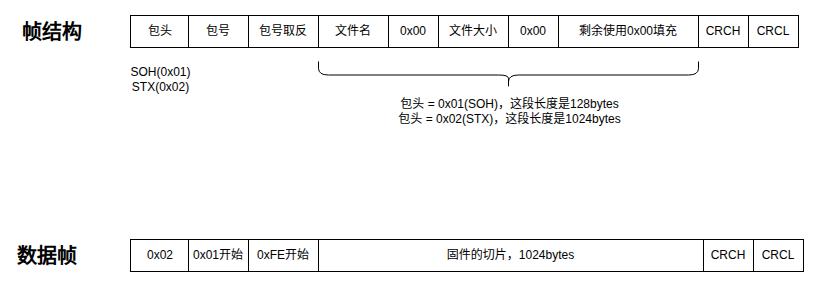 帧结构
包头 包号 包号取反 文件名 0x00 文件大小 0x00 剩余使用0x00填充 CRCH CRCL
SOH(0x01)
STX(0x02)
包头 = 0x01(SOH)，这段长度是128bytes
包头 = 0x02(STX)，这段长度是1024bytes
数据帧
0x02 0x01开始 0xFE开始 固件的切片，1024bytes CRCH CRCL